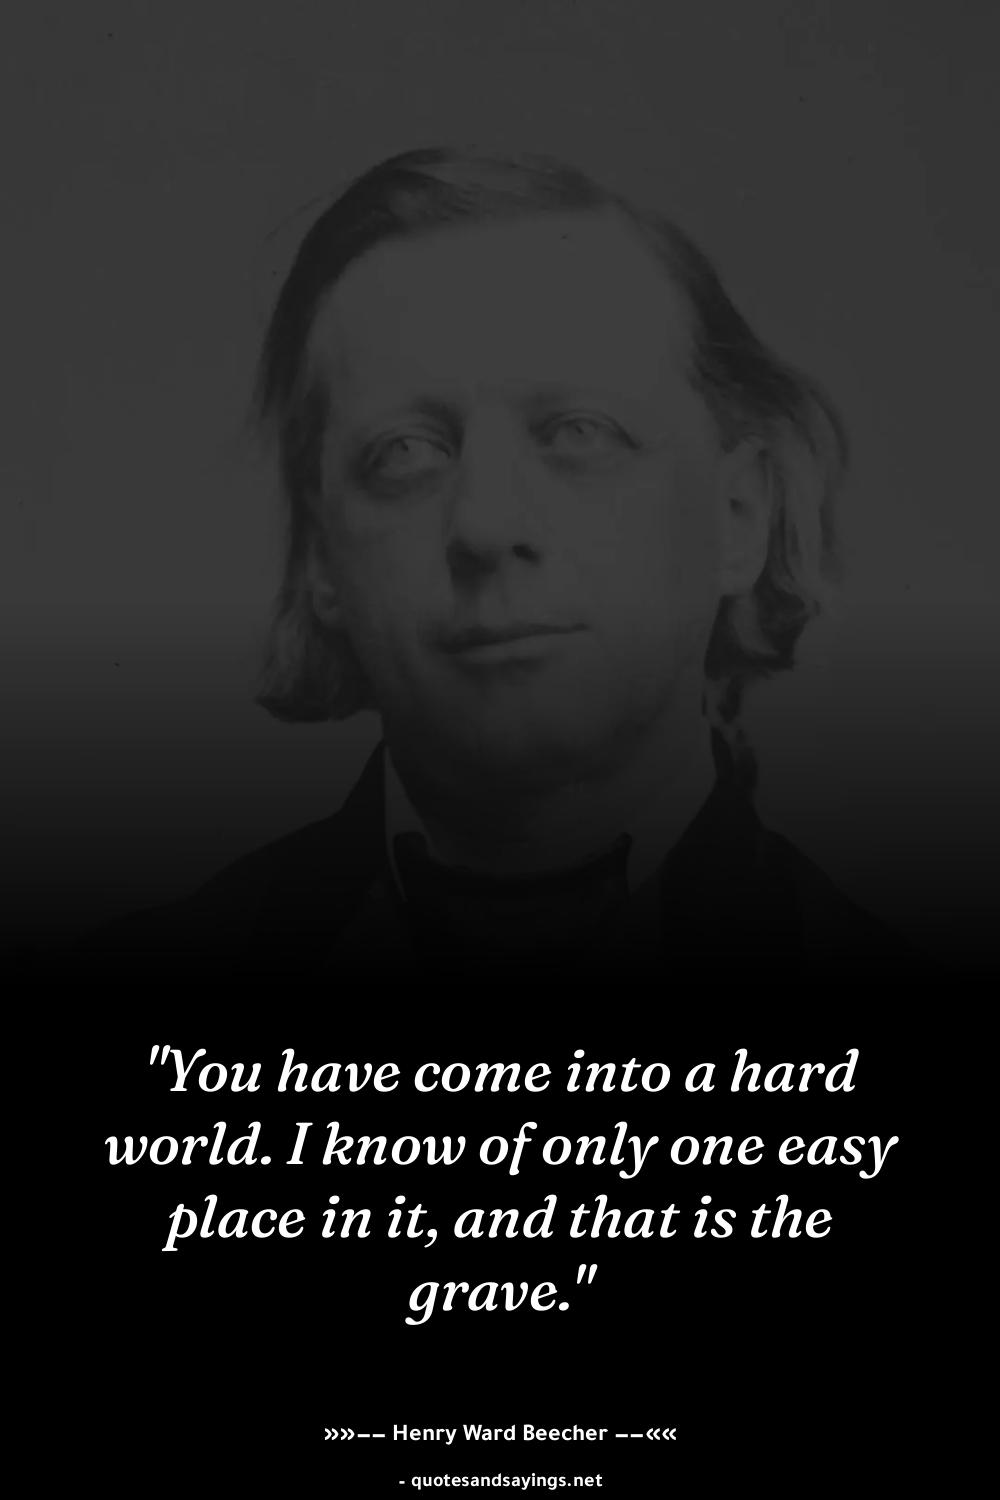 "You have come into a hard
world. I know of only one easy
place in it, and that is the
grave."
»»−− Henry Ward Beecher −−««
- quotesandsayings.net